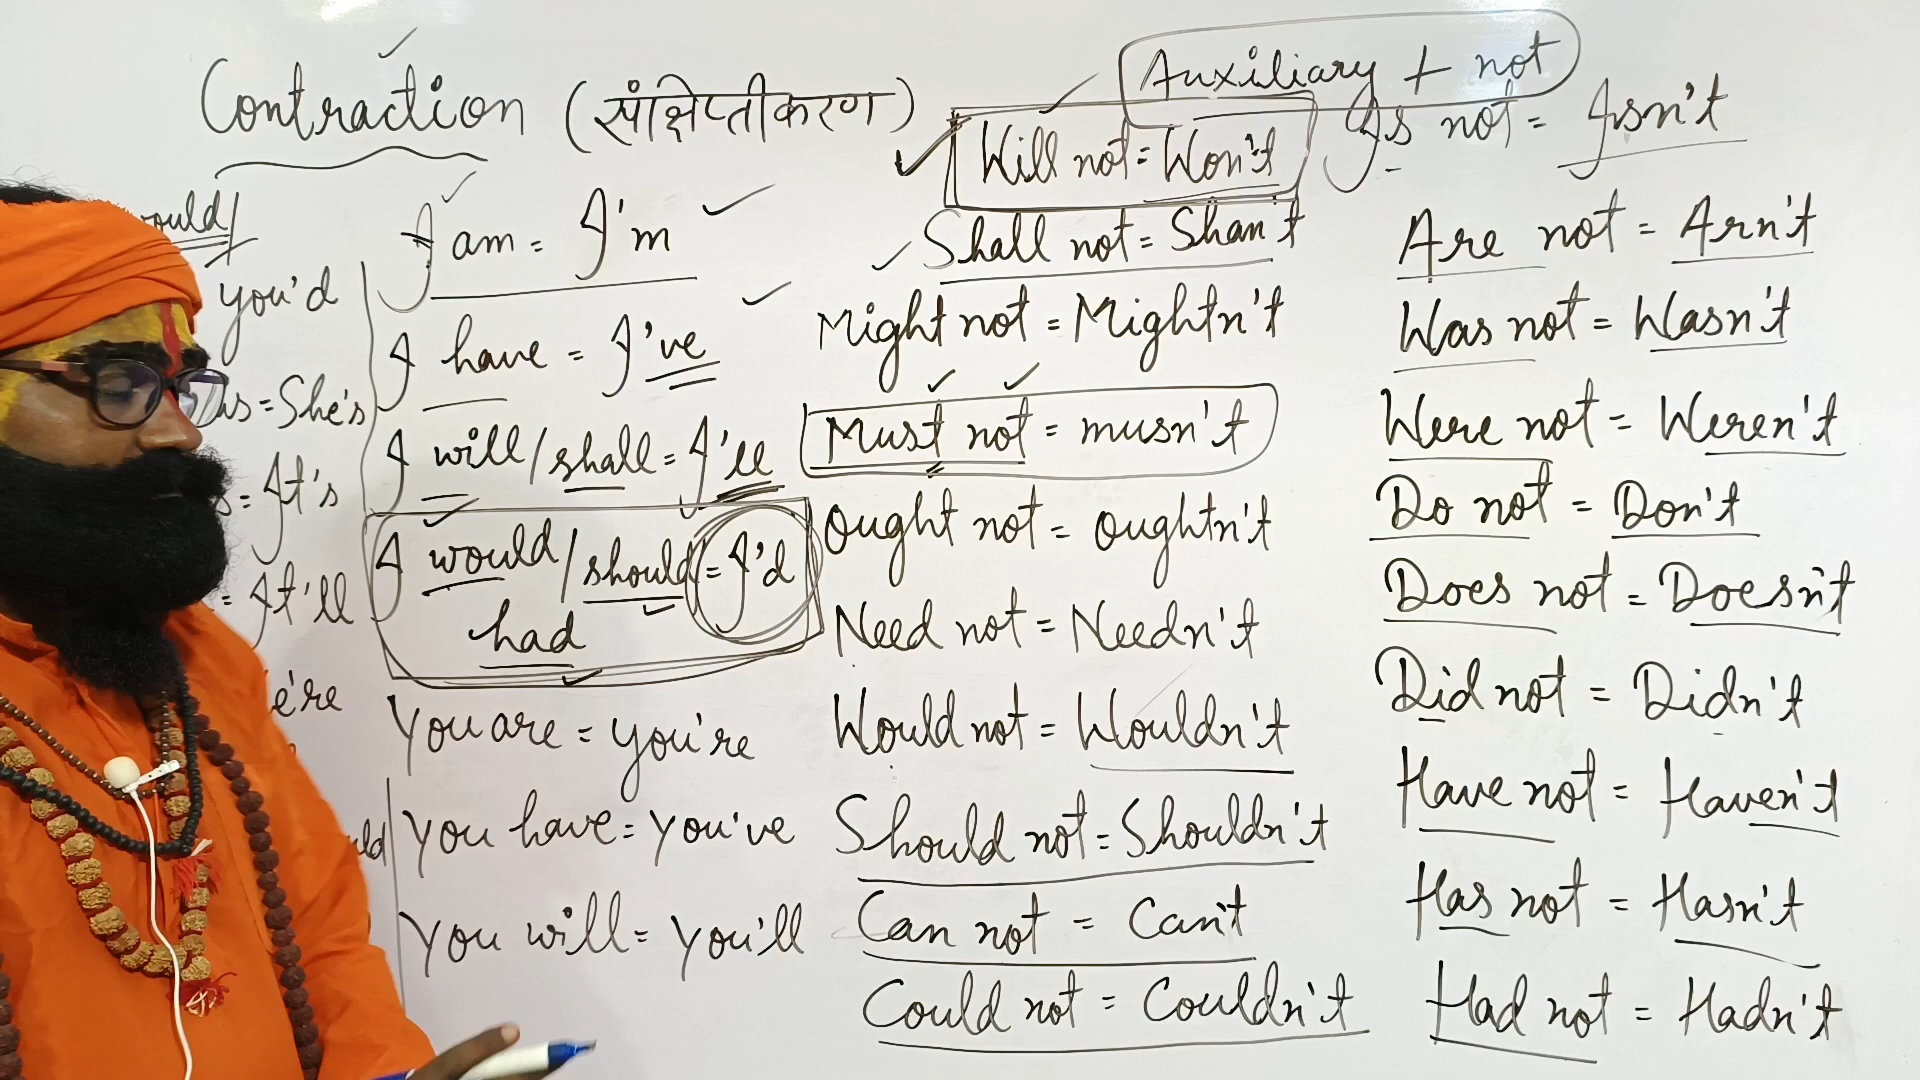 Contraction (संक्षिप्तीकरण)
would/
you'd
= She's
= It's
= It'll
I am = I'm
I have = I've
I will/shall = I'll
I would/should = I'd
had
You are = you're
You have = you've
You will = you'll
Auxiliary + not
Will not = Won't
Shall not = Shan't
Might not = Mightn't
Must not = musn't
Ought not = oughtn't
Need not = Needn't
Would not = Wouldn't
Should not = Shouldn't
Can not = Can't
Could not = Couldn't
Is not = Isn't
Are not = Arn't
Was not = Wasn't
Were not = Weren't
Do not = Don't
Does not = Doesn't
Did not = Didn't
Have not = Haven't
Has not = Hasn't
Had not = Hadn't